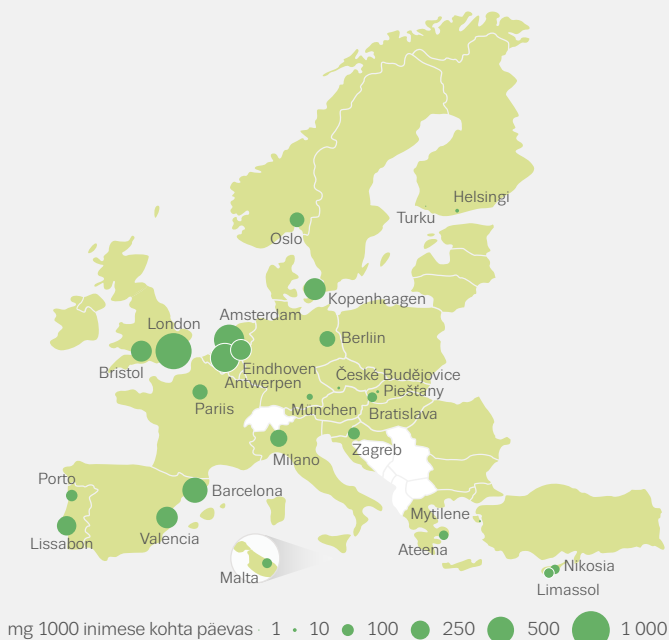 Helsingi
Turku
Oslo
Kopenhaagen
Amsterdam
London
Berliin
Bristol
Eindhoven
Antwerpen
České Budějovice
Piešťany
Pariis
München
Bratislava
Zagreb
Milano
Porto
Barcelona
Lissabon
Valencia
Mytilene
Ateena
Malta
Nikosia
Limassol
mg 1000 inimese kohta päevas 1 10 100 250 500 1 000